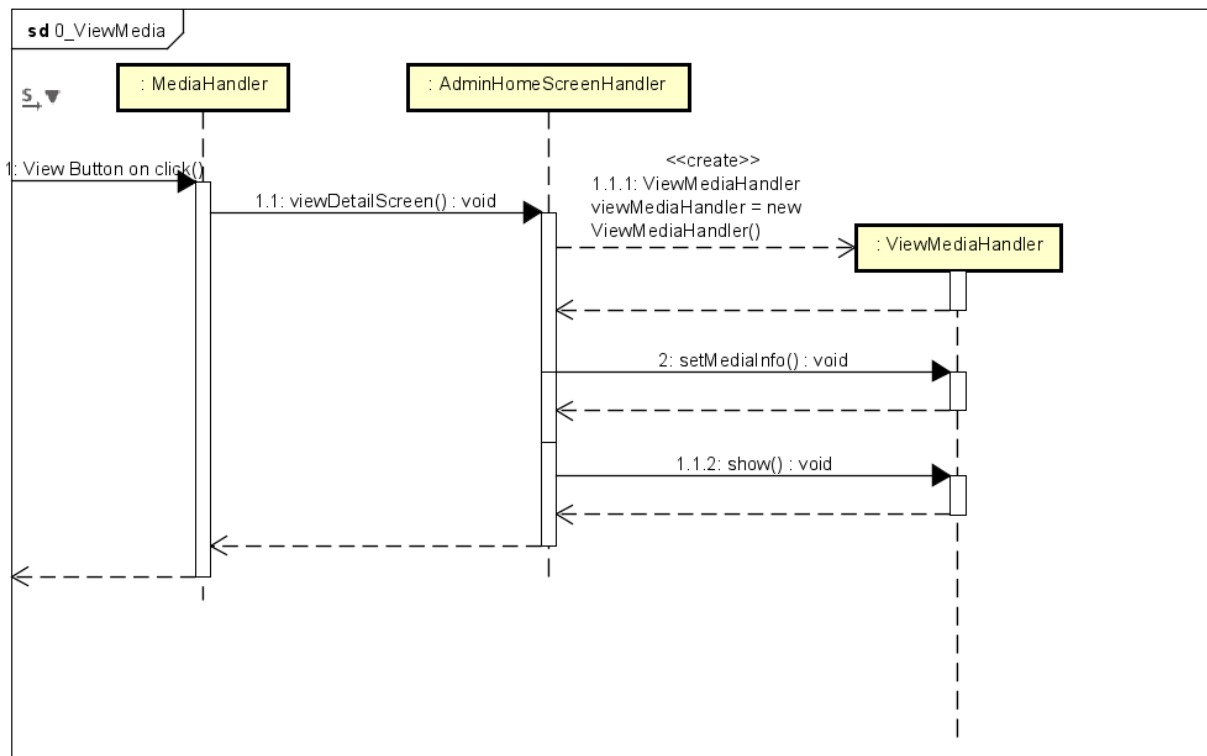 sd 0_ViewMedia
: MediaHandler
: AdminHomeScreenHandler
S
1: View Button on click()
1.1: viewDetailScreen() : void
<<create>>
1.1.1: ViewMediaHandler
viewMediaHandler = new
ViewMediaHandler()
: ViewMediaHandler
2: setMediaInfo() : void
1.1.2: show() : void